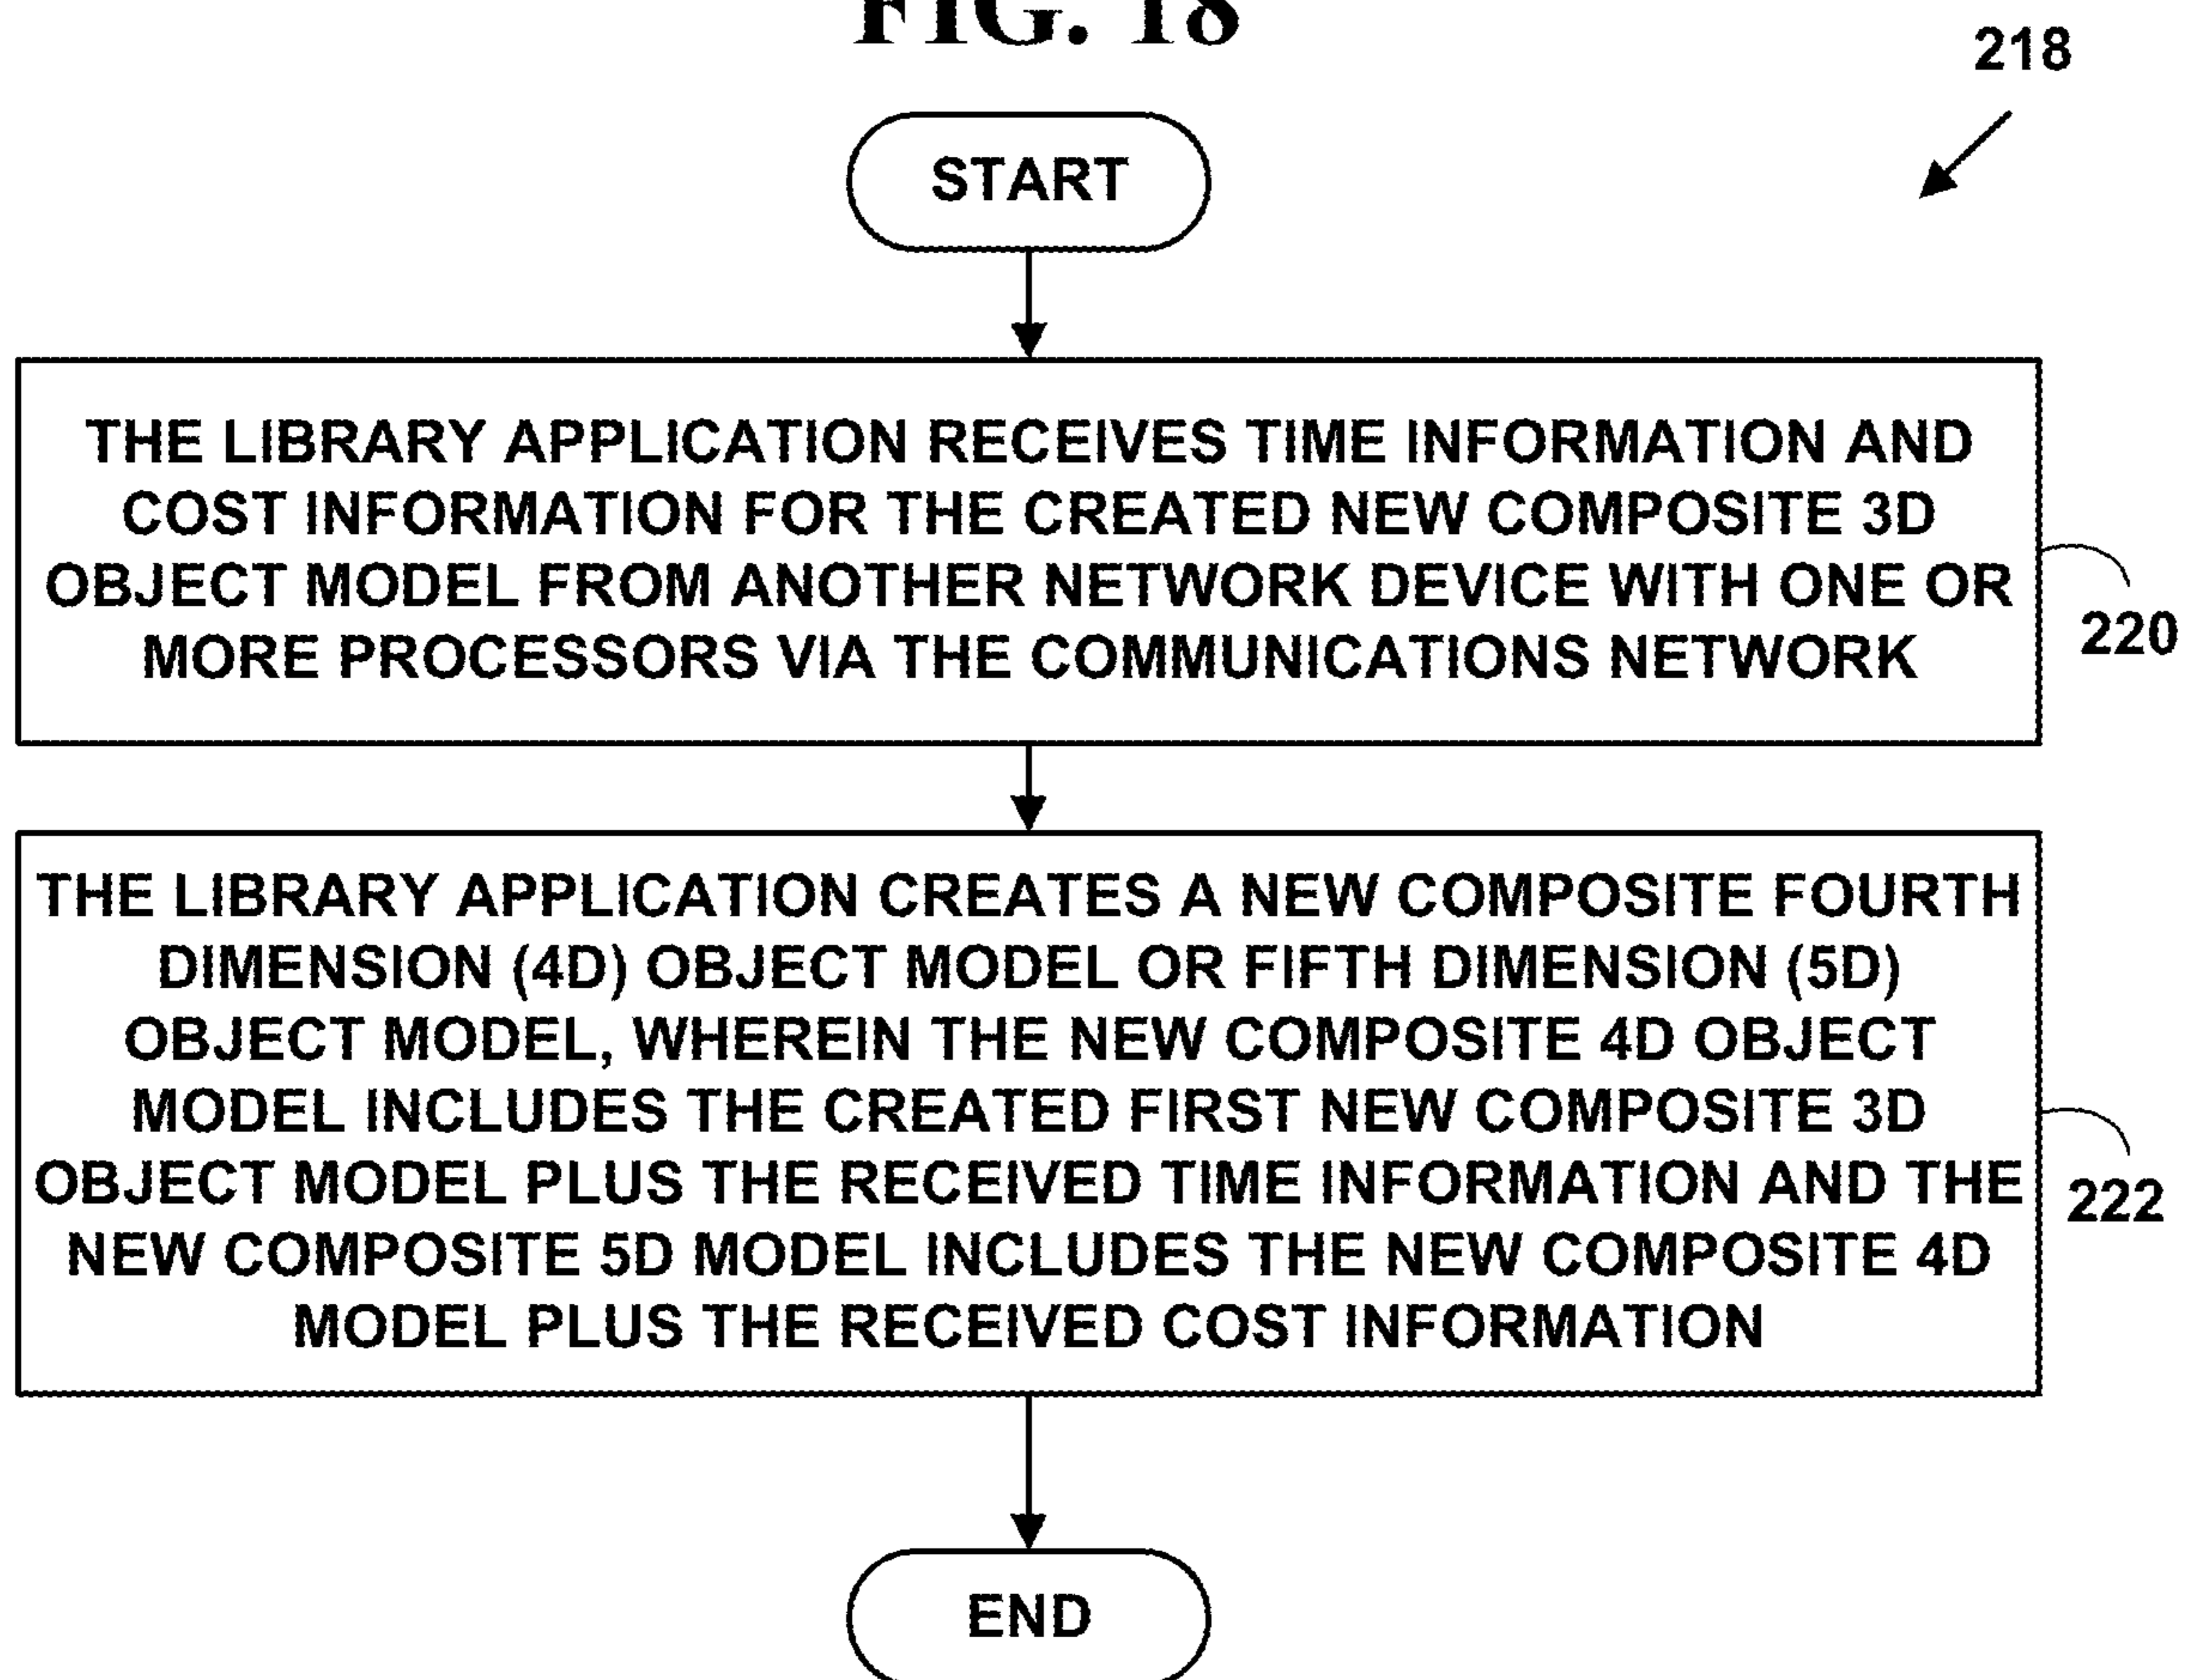 FIG. 18
218
START
THE LIBRARY APPLICATION RECEIVES TIME INFORMATION AND
COST INFORMATION FOR THE CREATED NEW COMPOSITE 3D
OBJECT MODEL FROM ANOTHER NETWORK DEVICE WITH ONE OR
MORE PROCESSORS VIA THE COMMUNICATIONS NETWORK
220
THE LIBRARY APPLICATION CREATES A NEW COMPOSITE FOURTH
DIMENSION (4D) OBJECT MODEL OR FIFTH DIMENSION (5D)
OBJECT MODEL, WHEREIN THE NEW COMPOSITE 4D OBJECT
MODEL INCLUDES THE CREATED FIRST NEW COMPOSITE 3D
OBJECT MODEL PLUS THE RECEIVED TIME INFORMATION AND THE
NEW COMPOSITE 5D MODEL INCLUDES THE NEW COMPOSITE 4D
MODEL PLUS THE RECEIVED COST INFORMATION
222
END